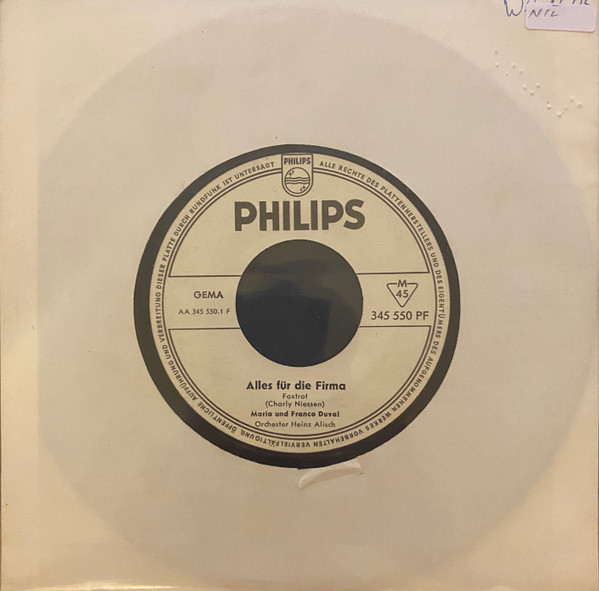 NIL
PHILIPS
ALLE RECHTE DES PLATTENHERSTELLERS UND DES EIGENTÜMERS DES AUFGENOMMENEN WERKES VORBEHALTEN VERVIELFÄLTIGUNG, ÖFFENTLICHE AUFFÜHRUNG UND VERBREITUNG DIESER PLATTE DURCH RUNDFUNK IST UNTERSAGT
PHILIPS
GEMA
AA 345 550.1 F
M
45
345 550 PF
Alles für die Firma
Foxtrot
(Charly Niessen)
Maria und Franco Duval
Orchester Heinz Alisch